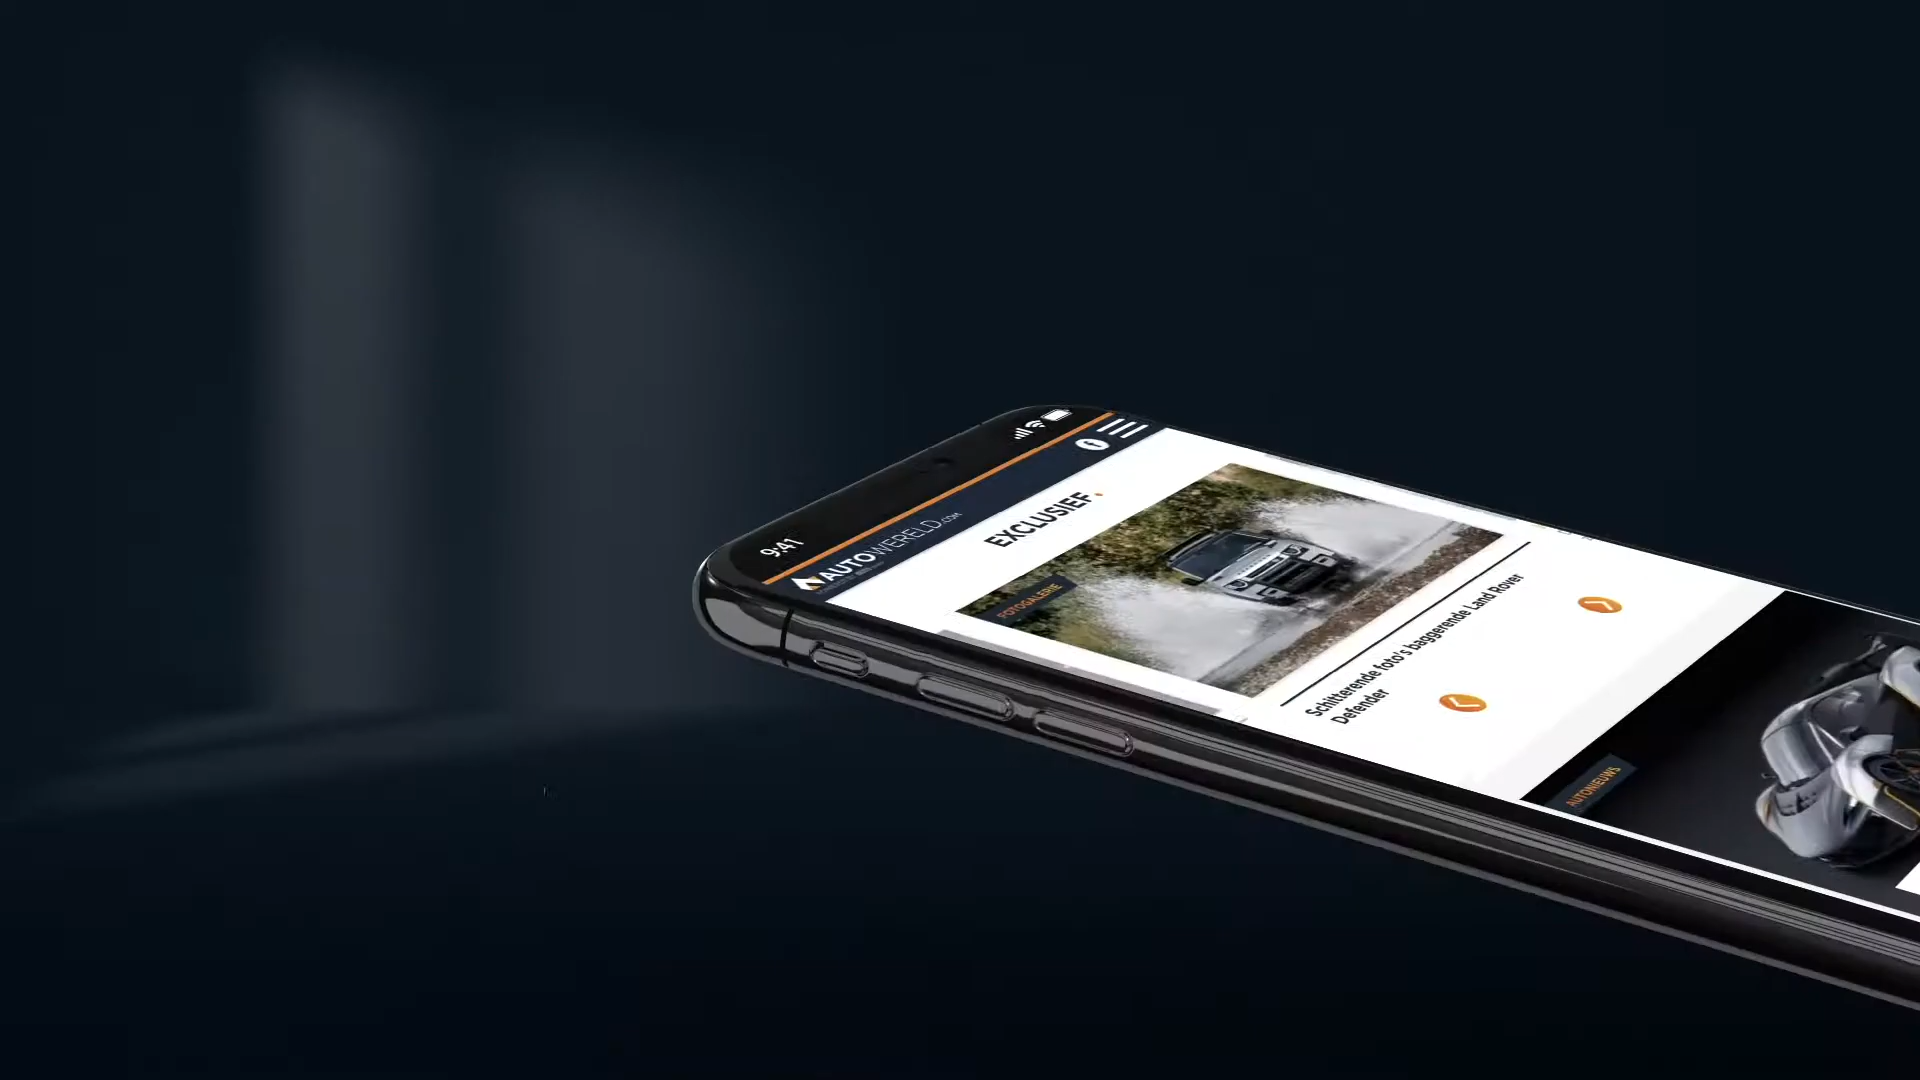 9:41
AUTOWERELD.COM
EXCLUSIEF.
FOTOGALERIE
Schitterende foto's baggerende Land Rover
Defender
AUTONIEUWS